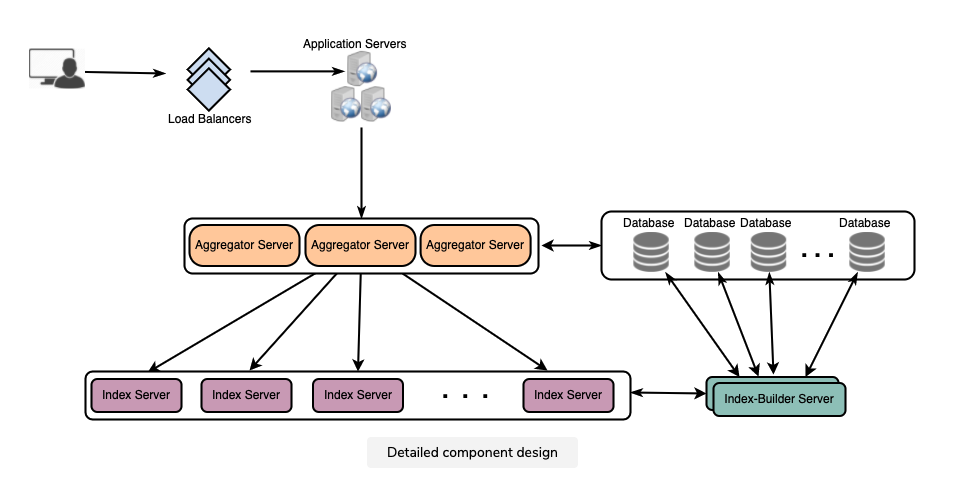 Application Servers
Load Balancers
Aggregator Server
Aggregator Server
Aggregator Server
Database
Database
Database
. . .
Database
Index Server
Index Server
Index Server
. . .
Index Server
Index-Builder Server
Detailed component design